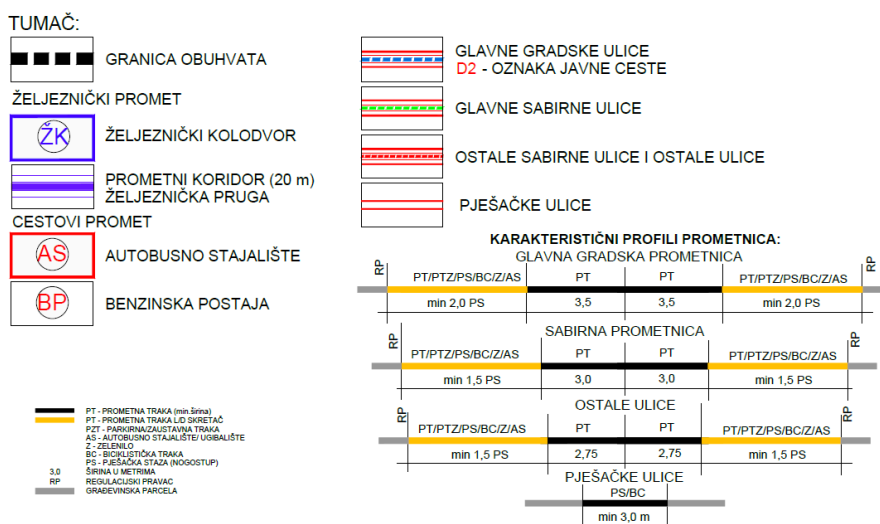 TUMAČ:
GRANICA OBUHVATA
ŽELJEZNIČKI PROMET
ŽK
ŽELJEZNIČKI KOLODVOR
PROMETNI KORIDOR (20 m)
ŽELJEZNIČKA PRUGA
CESTOVI PROMET
AS
AUTOBUSNO STAJALIŠTE
BP
BENZINSKA POSTAJA
GLAVNE GRADSKE ULICE
D2 - OZNAKA JAVNE CESTE
GLAVNE SABIRNE ULICE
OSTALE SABIRNE ULICE I OSTALE ULICE
PJEŠAČKE ULICE
KARAKTERISTIČNI PROFILI PROMETNICA:
GLAVNA GRADSKA PROMETNICA
RP PT/PTZ/PS/BC/Z/AS PT PT PT/PTZ/PS/BC/Z/AS RP
min 2,0 PS 3,5 3,5 min 2,0 PS
SABIRNA PROMETNICA
RP PT/PTZ/PS/BC/Z/AS PT PT PT/PTZ/PS/BC/Z/AS RP
min 1,5 PS 3,0 3,0 min 1,5 PS
OSTALE ULICE
RP PT/PTZ/PS/BC/Z/AS PT PT PT/PTZ/PS/BC/Z/AS RP
min 1,5 PS 2,75 2,75 min 1,5 PS
PJEŠAČKE ULICE
PS/BC
min 3,0 m
PT - PROMETNA TRAKA (min.širina)
PT - PROMETNA TRAKA L/D SKRETAČ
PZT - PARKIRNA/ZAUSTAVNA TRAKA
AS - AUTOBUSNO STAJALIŠTE/ UGIBALIŠTE
Z - ZELENILO
BC - BICIKLISTIČKA TRAKA
PS - PJEŠAČKA STAZA (NOGOSTUP)
3,0 ŠIRINA U METRIMA
RP REGULACIJSKI PRAVAC
GRAĐEVINSKA PARCELA